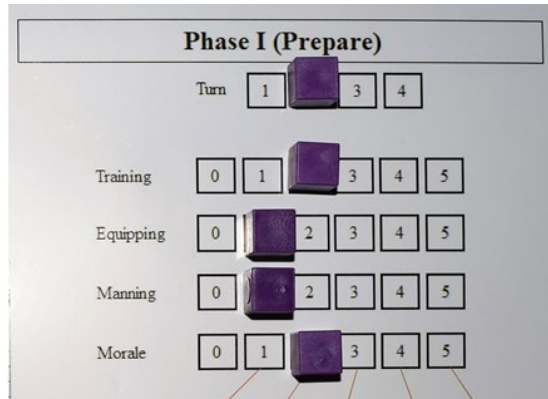 Phase I (Prepare)
Turn 1 3 4
Training 0 1 3 4 5
Equipping 0 2 3 4 5
Manning 0 2 3 4 5
Morale 0 1 3 4 5